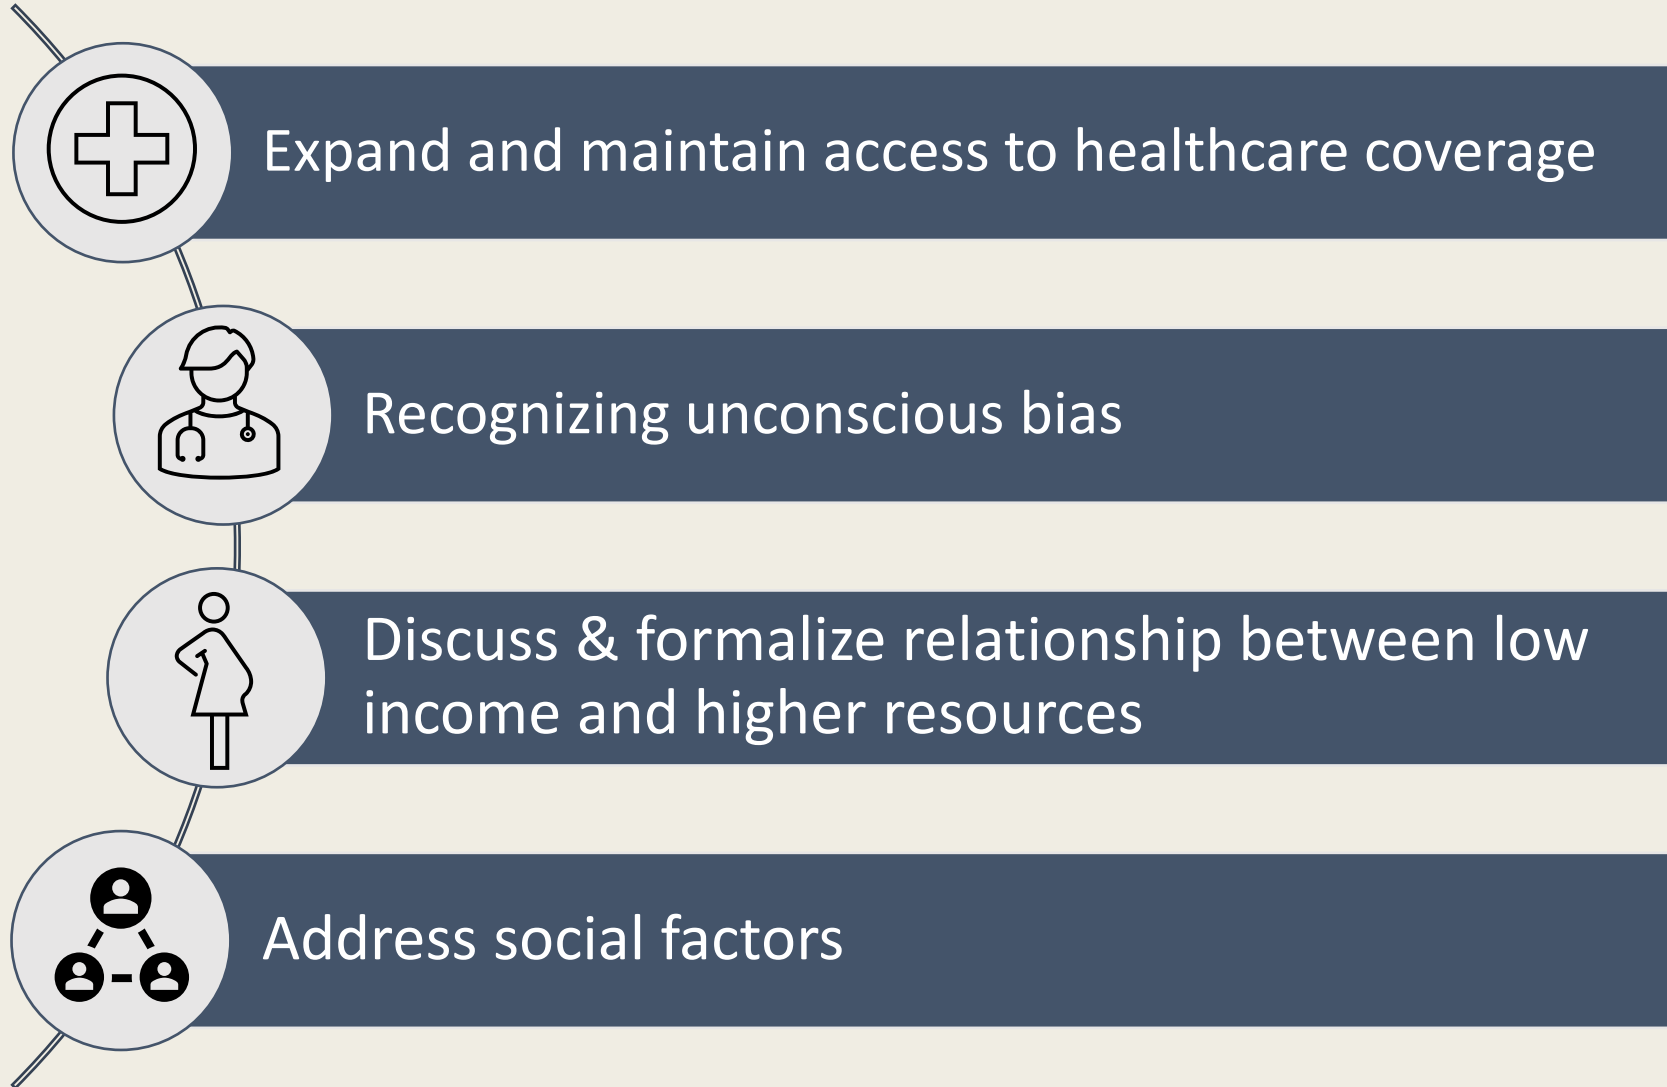 Expand and maintain access to healthcare coverage
Recognizing unconscious bias
Discuss & formalize relationship between low
income and higher resources
Address social factors